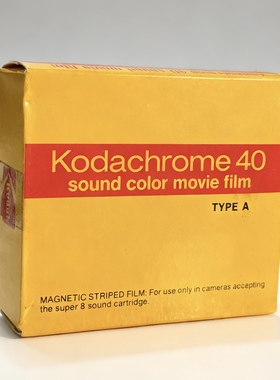 Kodachrome 40
sound color movie film
TYPE A
MAGNETIC STRIPED FILM: For use only in cameras accepting
the super 8 sound cartridge.